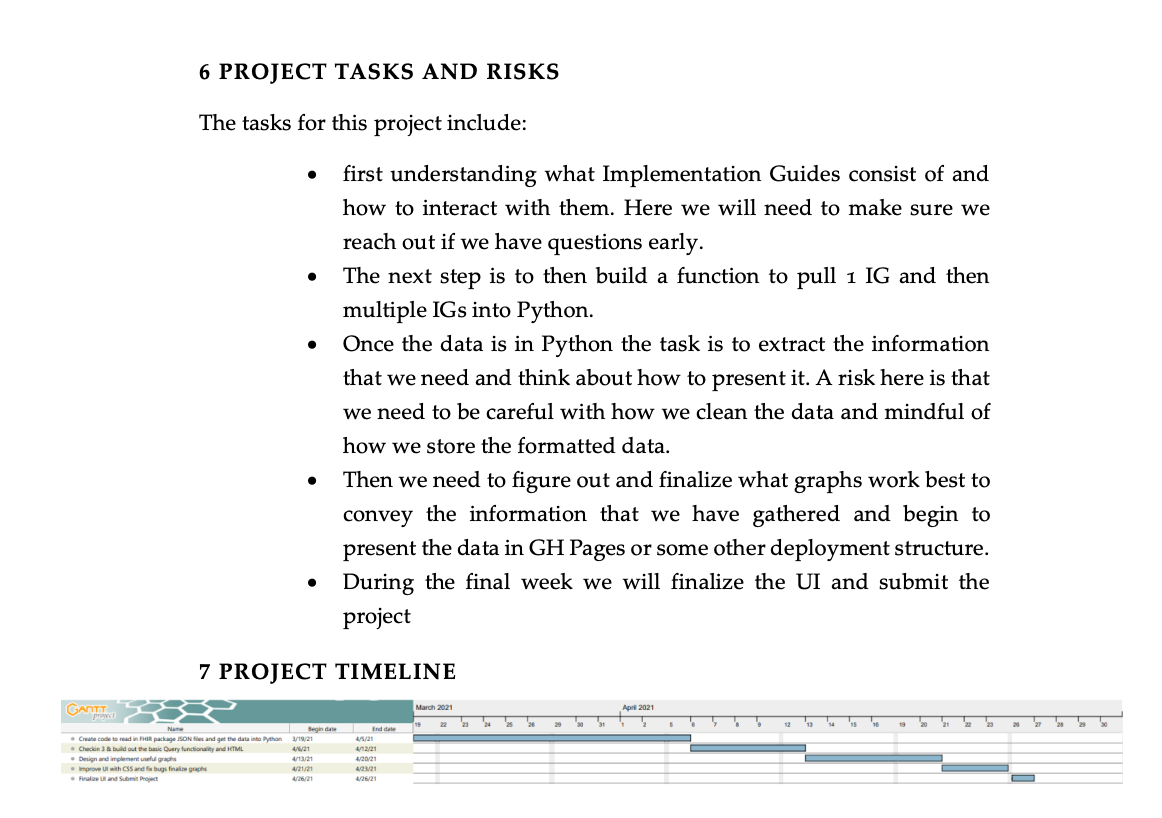 6 PROJECT TASKS AND RISKS
The tasks for this project include:
• first understanding what Implementation Guides consist of and
how to interact with them. Here we will need to make sure we
reach out if we have questions early.
• The next step is to then build a function to pull 1 IG and then
multiple IGs into Python.
• Once the data is in Python the task is to extract the information
that we need and think about how to present it. A risk here is that
we need to be careful with how we clean the data and mindful of
how we store the formatted data.
• Then we need to figure out and finalize what graphs work best to
convey the information that we have gathered and begin to
present the data in GH Pages or some other deployment structure.
• During the final week we will finalize the UI and submit the
project
7 PROJECT TIMELINE
GANTT project
March 2021 April 2021
19 22 23 24 25 26 29 30 31 1 2 5 6 7 8 9 12 13 14 15 16 19 20 21 22 23 26 27 28 29 30
Name Begin date End date
Create code to read in FHIR package JSON files and get the data into Python 3/19/21 4/5/21
Checkin 3 & build out the basic Query functionality and HTML 4/6/21 4/12/21
Design and implement useful graphs 4/13/21 4/20/21
Improve UI with CSS and fix bugs finalize graphs 4/21/21 4/23/21
Finalize UI and Submit Project 4/26/21 4/26/21